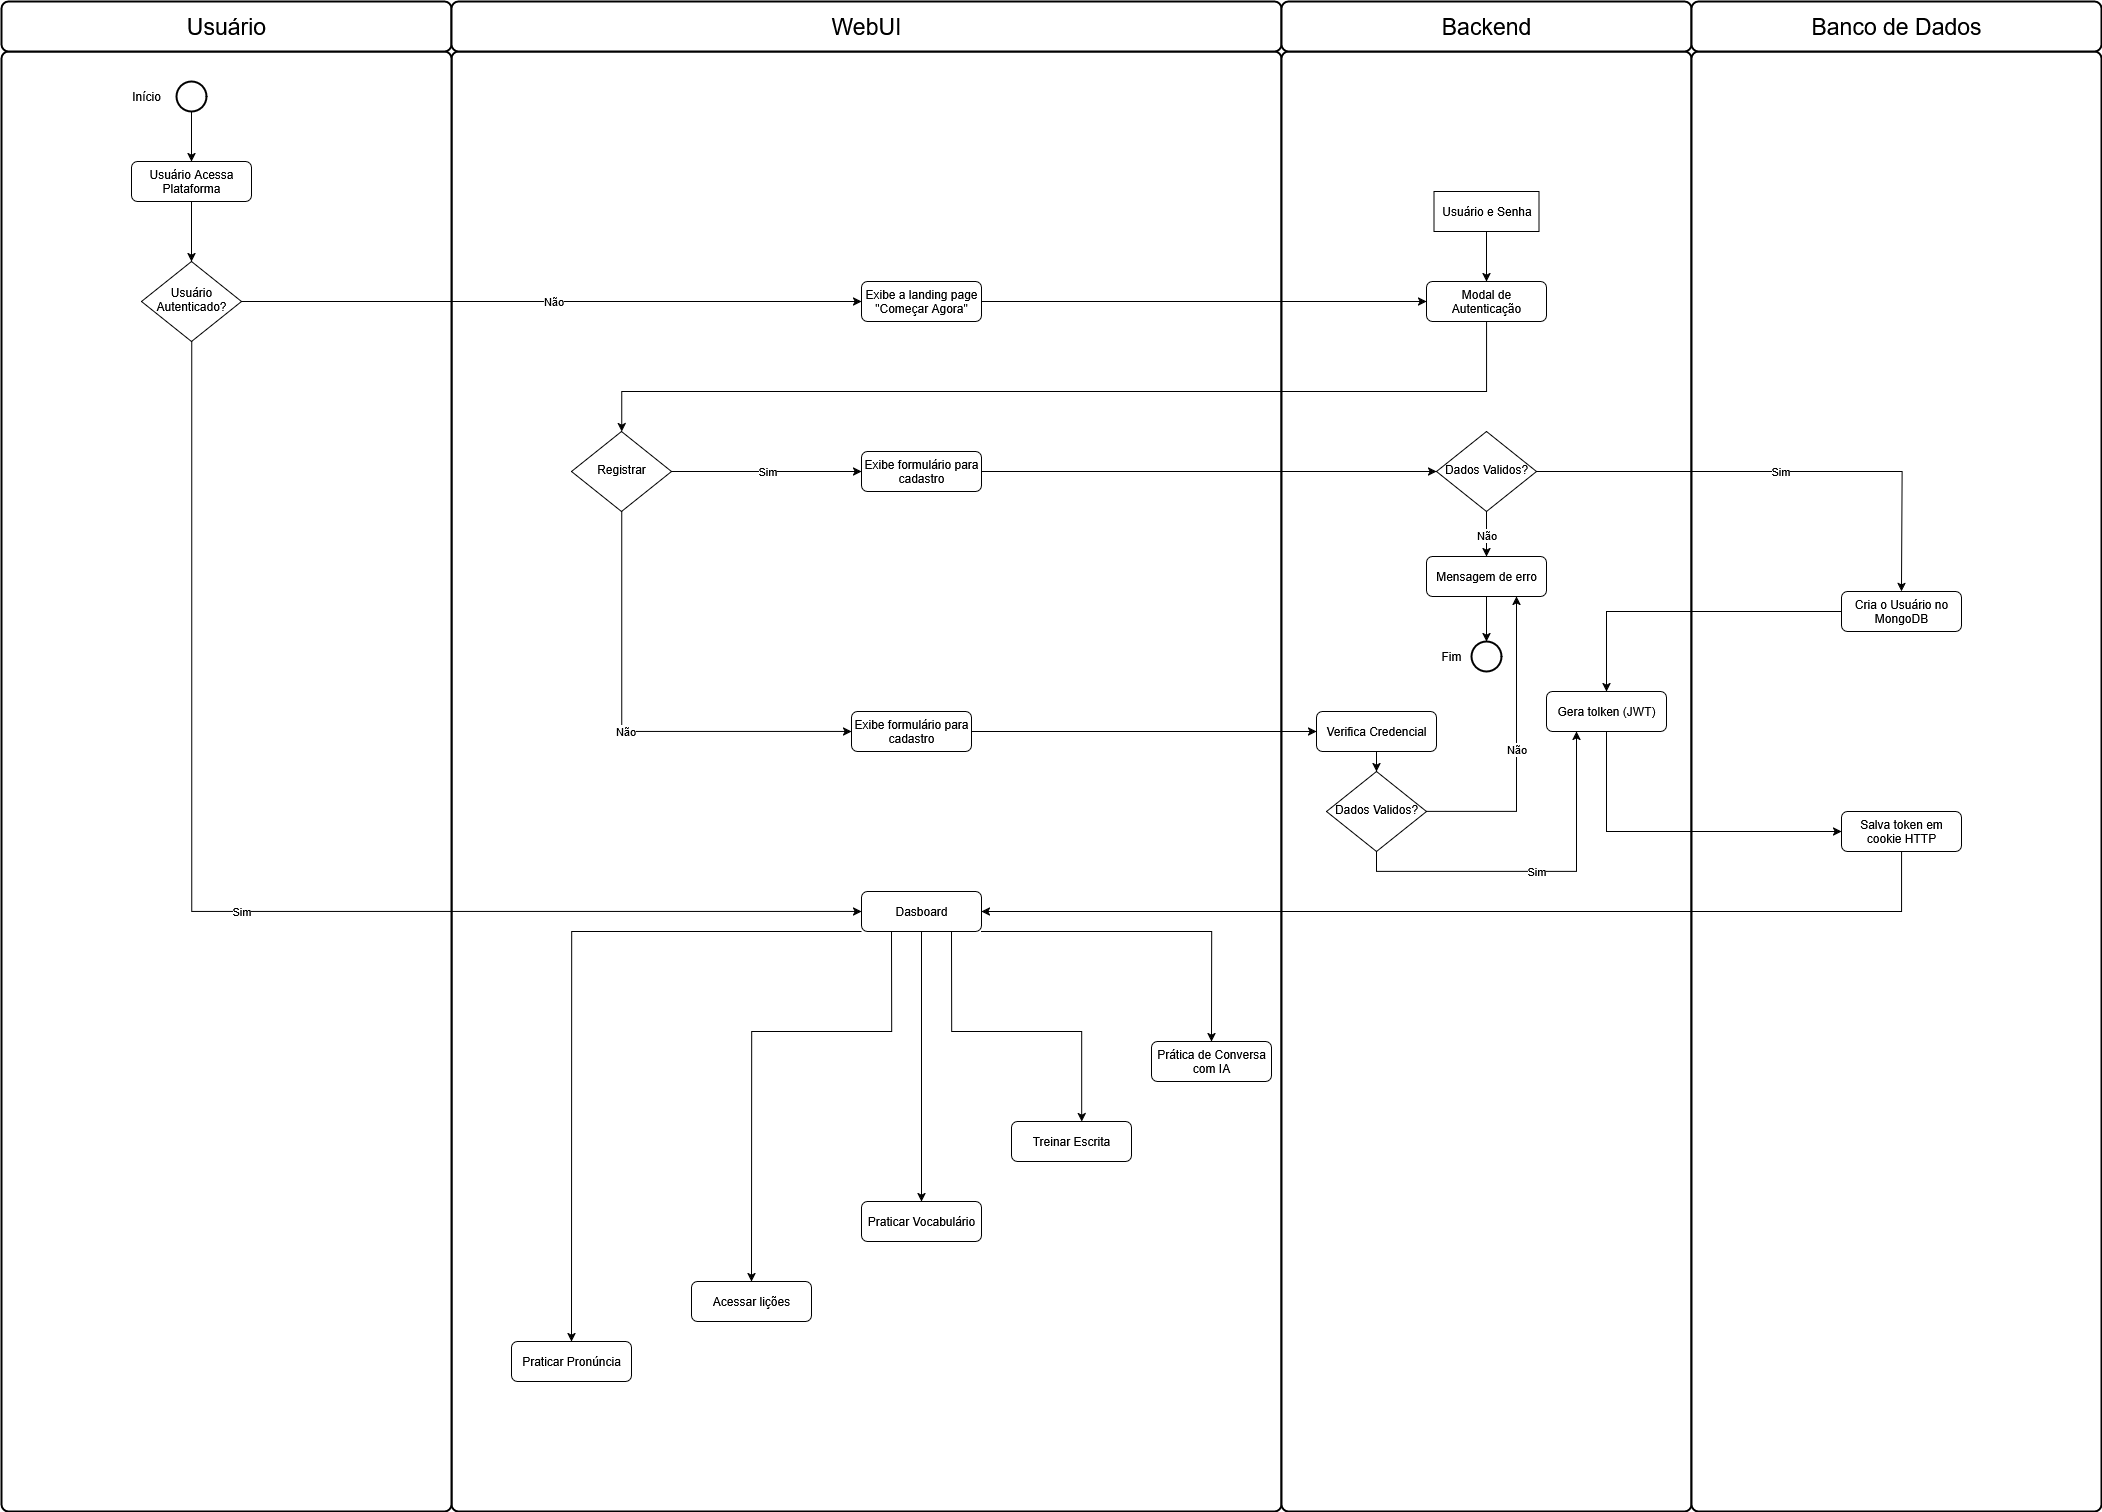 Usuário
WebUI
Backend
Banco de Dados
Início
Usuário Acessa
Plataforma
Usuário e Senha
Usuário
Autenticado?
Não
Exibe a landing page
"Começar Agora"
Modal de
Autenticação
Registrar
Sim
Exibe formulário para
cadastro
Dados Validos?
Sim
Não
Mensagem de erro
Cria o Usuário no
MongoDB
Fim
Gera tolken (JWT)
Não
Exibe formulário para
cadastro
Verifica Credencial
Não
Dados Validos?
Salva token em
cookie HTTP
Sim
Sim
Dasboard
Prática de Conversa
com IA
Treinar Escrita
Praticar Vocabulário
Acessar lições
Praticar Pronúncia